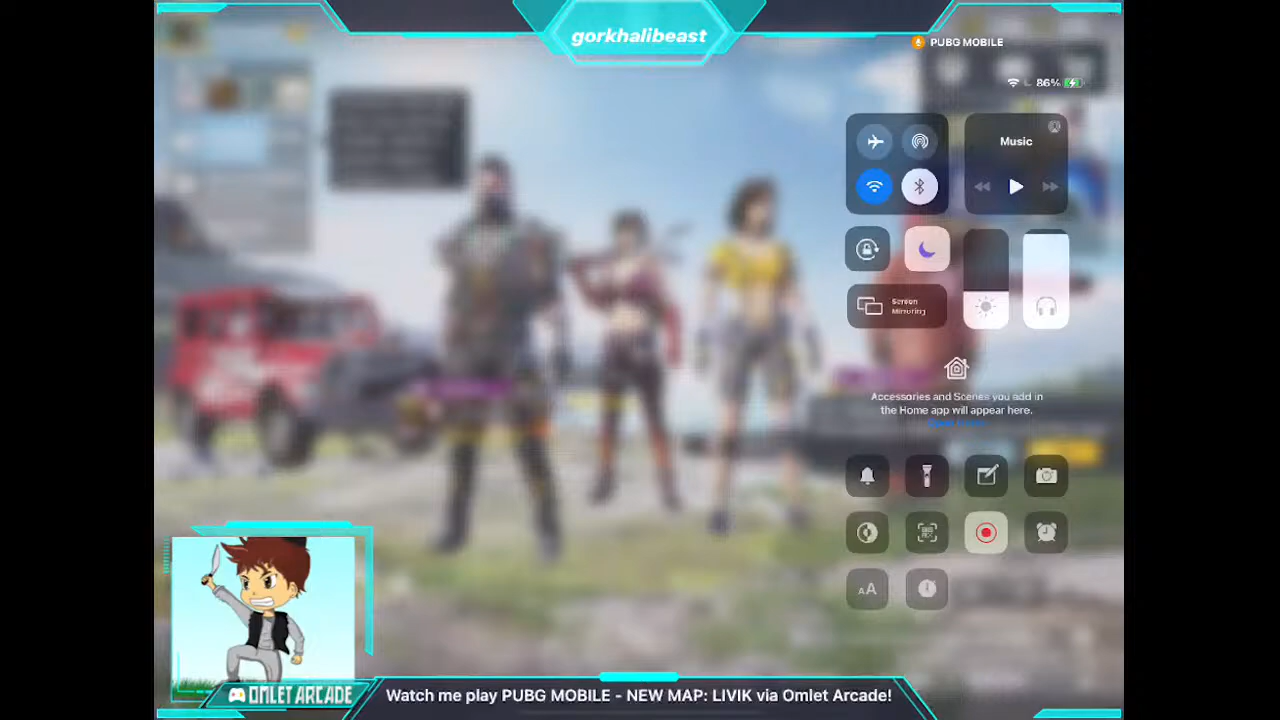 gorkhalibeast
PUBG MOBILE
86%
Music
Screen
Mirroring
Accessories and Scenes you add in
the Home app will appear here.
AA
OMLET ARCADE
Watch me play PUBG MOBILE - NEW MAP: LIVIK via Omlet Arcade!